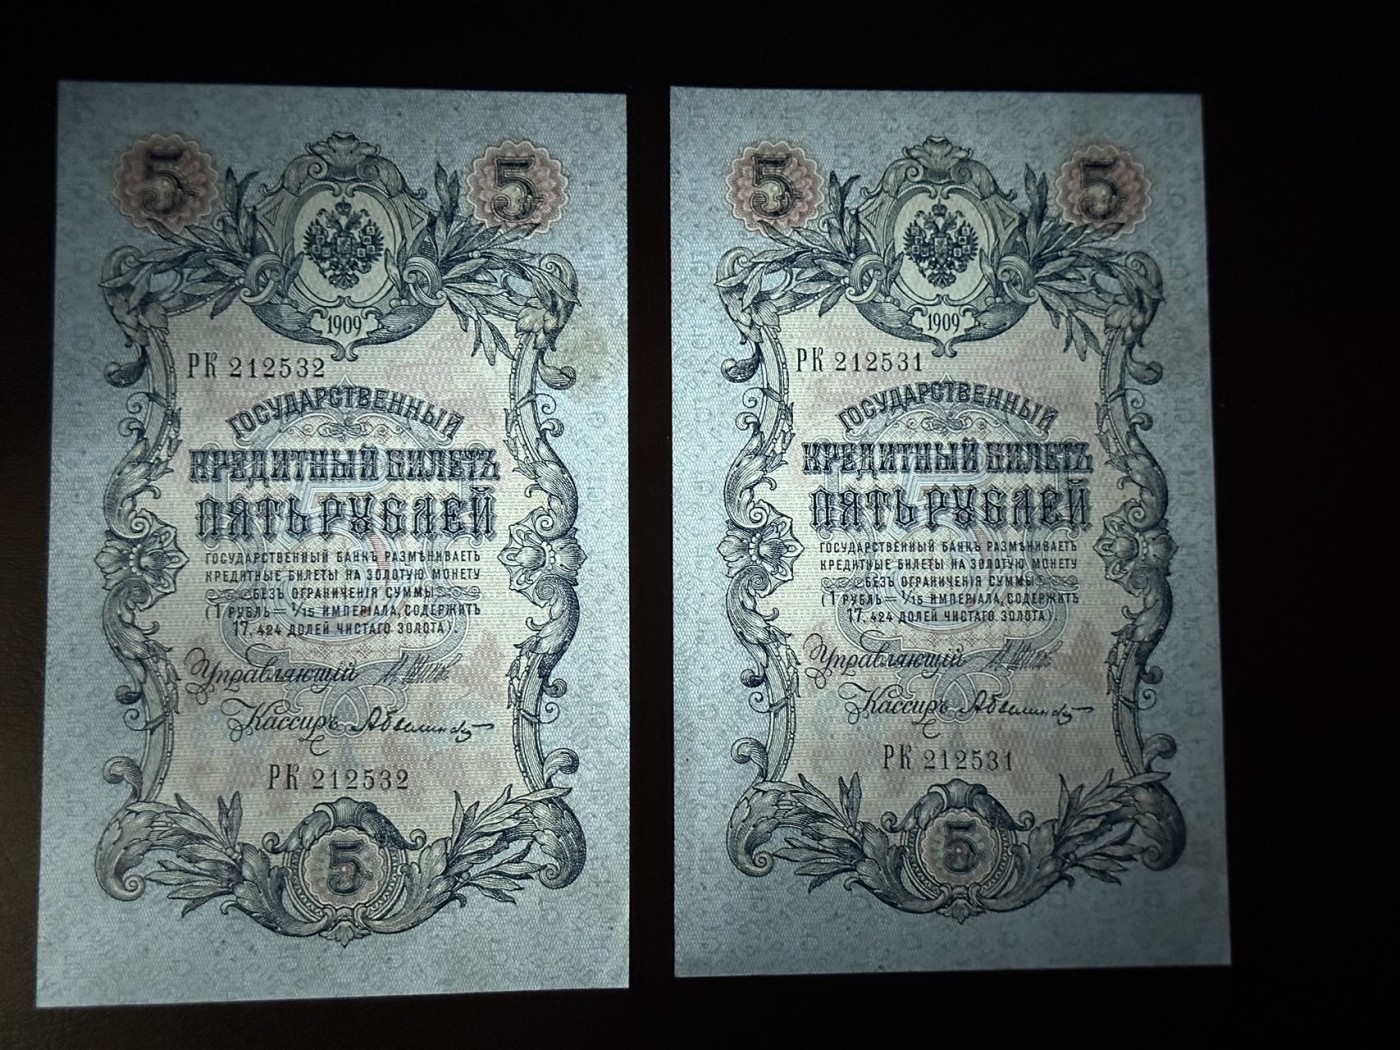 5 5
1909
РК 212532
ГОСУДАРСТВЕННЫЙ
КРЕДИТНЫЙ БИЛЕТЪ
ПЯТЬ РУБЛЕЙ
ГОСУДАРСТВЕННЫЙ БАНКЪ РАЗМѢНИВАЕТЪ
КРЕДИТНЫЕ БИЛЕТЫ НА ЗОЛОТУЮ МОНЕТУ
БЕЗЪ ОГРАНИЧЕНІЯ СУММЫ
(1 РУБЛЬ = 1/15 ИМПЕРІАЛА, СОДЕРЖИТЪ
17,424 ДОЛЕЙ ЧИСТАГО ЗОЛОТА).
Управляющій
Кассиръ
РК 212532
5
5 5
1909
РК 212531
ГОСУДАРСТВЕННЫЙ
КРЕДИТНЫЙ БИЛЕТЪ
ПЯТЬ РУБЛЕЙ
ГОСУДАРСТВЕННЫЙ БАНКЪ РАЗМѢНИВАЕТЪ
КРЕДИТНЫЕ БИЛЕТЫ НА ЗОЛОТУЮ МОНЕТУ
БЕЗЪ ОГРАНИЧЕНІЯ СУММЫ
(1 РУБЛЬ = 1/15 ИМПЕРІАЛА, СОДЕРЖИТЪ
17,424 ДОЛЕЙ ЧИСТАГО ЗОЛОТА).
Управляющій
Кассиръ
РК 212531
5